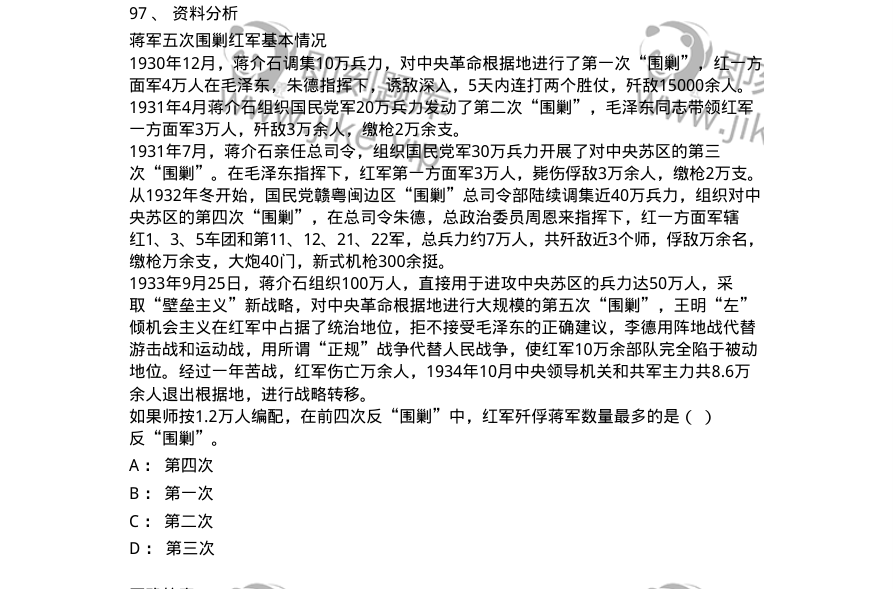 97 、 资料分析
蒋军五次围剿红军基本情况
1930年12月，蒋介石调集10万兵力，对中央革命根据地进行了第一次“围剿”，红一方
面军4万人在毛泽东，朱德指挥下，诱敌深入，5天内连打两个胜仗，歼敌15000余人。
1931年4月蒋介石组织国民党军20万兵力发动了第二次“围剿”，毛泽东同志带领红军
一方面军3万人，歼敌3万余人，缴枪2万余支。
1931年7月，蒋介石亲任总司令，组织国民党军30万兵力开展了对中央苏区的第三
次“围剿”。在毛泽东指挥下，红军第一方面军3万人，毙伤俘敌3万余人，缴枪2万支。
从1932年冬开始，国民党赣粤闽边区“围剿”总司令部陆续调集近40万兵力，组织对中
央苏区的第四次“围剿”，在总司令朱德，总政治委员周恩来指挥下，红一方面军辖
红1、3、5车团和第11、12、21、22军，总兵力约7万人，共歼敌近3个师，俘敌万余名，
缴枪万余支，大炮40门，新式机枪300余挺。
1933年9月25日，蒋介石组织100万人，直接用于进攻中央苏区的兵力达50万人，采
取“壁垒主义”新战略，对中央革命根据地进行大规模的第五次“围剿”，王明“左”
倾机会主义在红军中占据了统治地位，拒不接受毛泽东的正确建议，李德用阵地战代替
游击战和运动战，用所谓“正规”战争代替人民战争，使红军10万余部队完全陷于被动
地位。经过一年苦战，红军伤亡万余人，1934年10月中央领导机关和共军主力共8.6万
余人退出根据地，进行战略转移。
如果师按1.2万人编配，在前四次反“围剿”中，红军歼俘蒋军数量最多的是（ ）
反“围剿”。
A： 第四次
B： 第一次
C： 第二次
D： 第三次